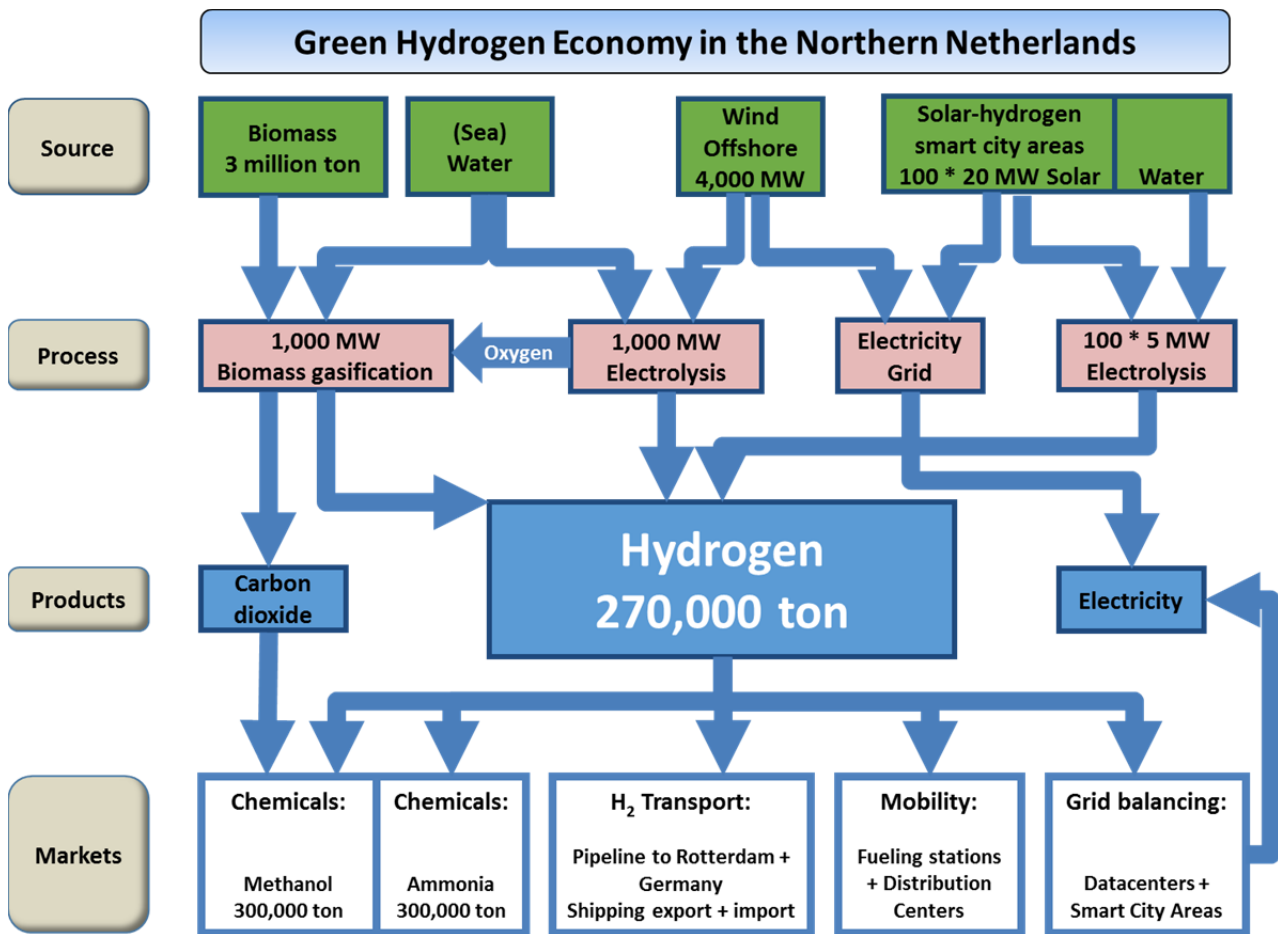 Green Hydrogen Economy in the Northern Netherlands
Source
Biomass
3 million ton
(Sea)
Water
Wind
Offshore
4,000 MW
Solar-hydrogen
smart city areas
100 * 20 MW Solar
Water
Process
1,000 MW
Biomass gasification
Oxygen
1,000 MW
Electrolysis
Electricity
Grid
100 * 5 MW
Electrolysis
Products
Carbon
dioxide
Hydrogen
270,000 ton
Electricity
Markets
Chemicals:
Methanol
300,000 ton
Chemicals:
Ammonia
300,000 ton
H₂ Transport:
Pipeline to Rotterdam +
Germany
Shipping export + import
Mobility:
Fueling stations
+ Distribution
Centers
Grid balancing:
Datacenters +
Smart City Areas